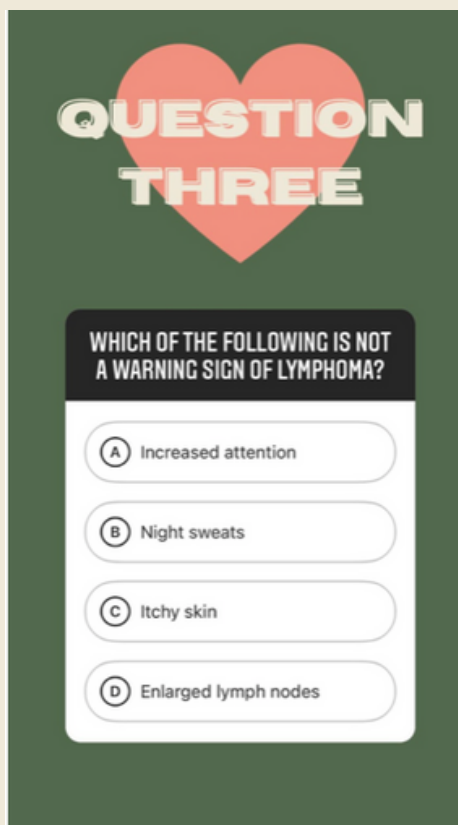 QUESTION
THREE
WHICH OF THE FOLLOWING IS NOT
A WARNING SIGN OF LYMPHOMA?
A Increased attention
B Night sweats
C Itchy skin
D Enlarged lymph nodes